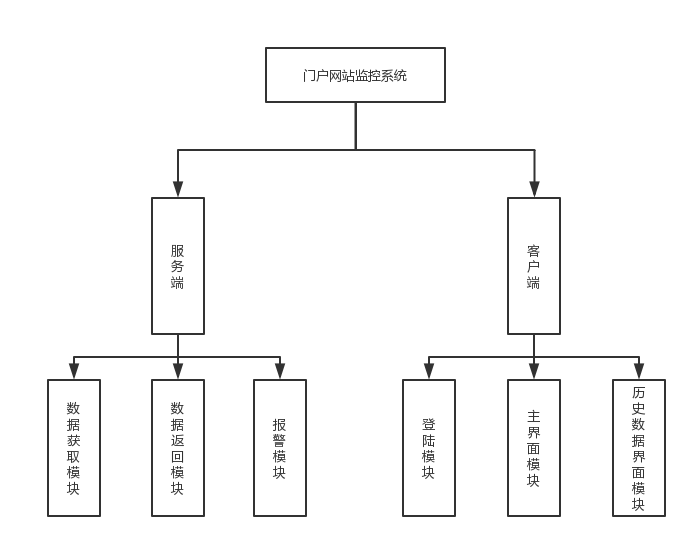 门户网站监控系统
服务端
客户端
数据获取模块
数据返回模块
报警模块
登陆模块
主界面模块
历史数据界面模块